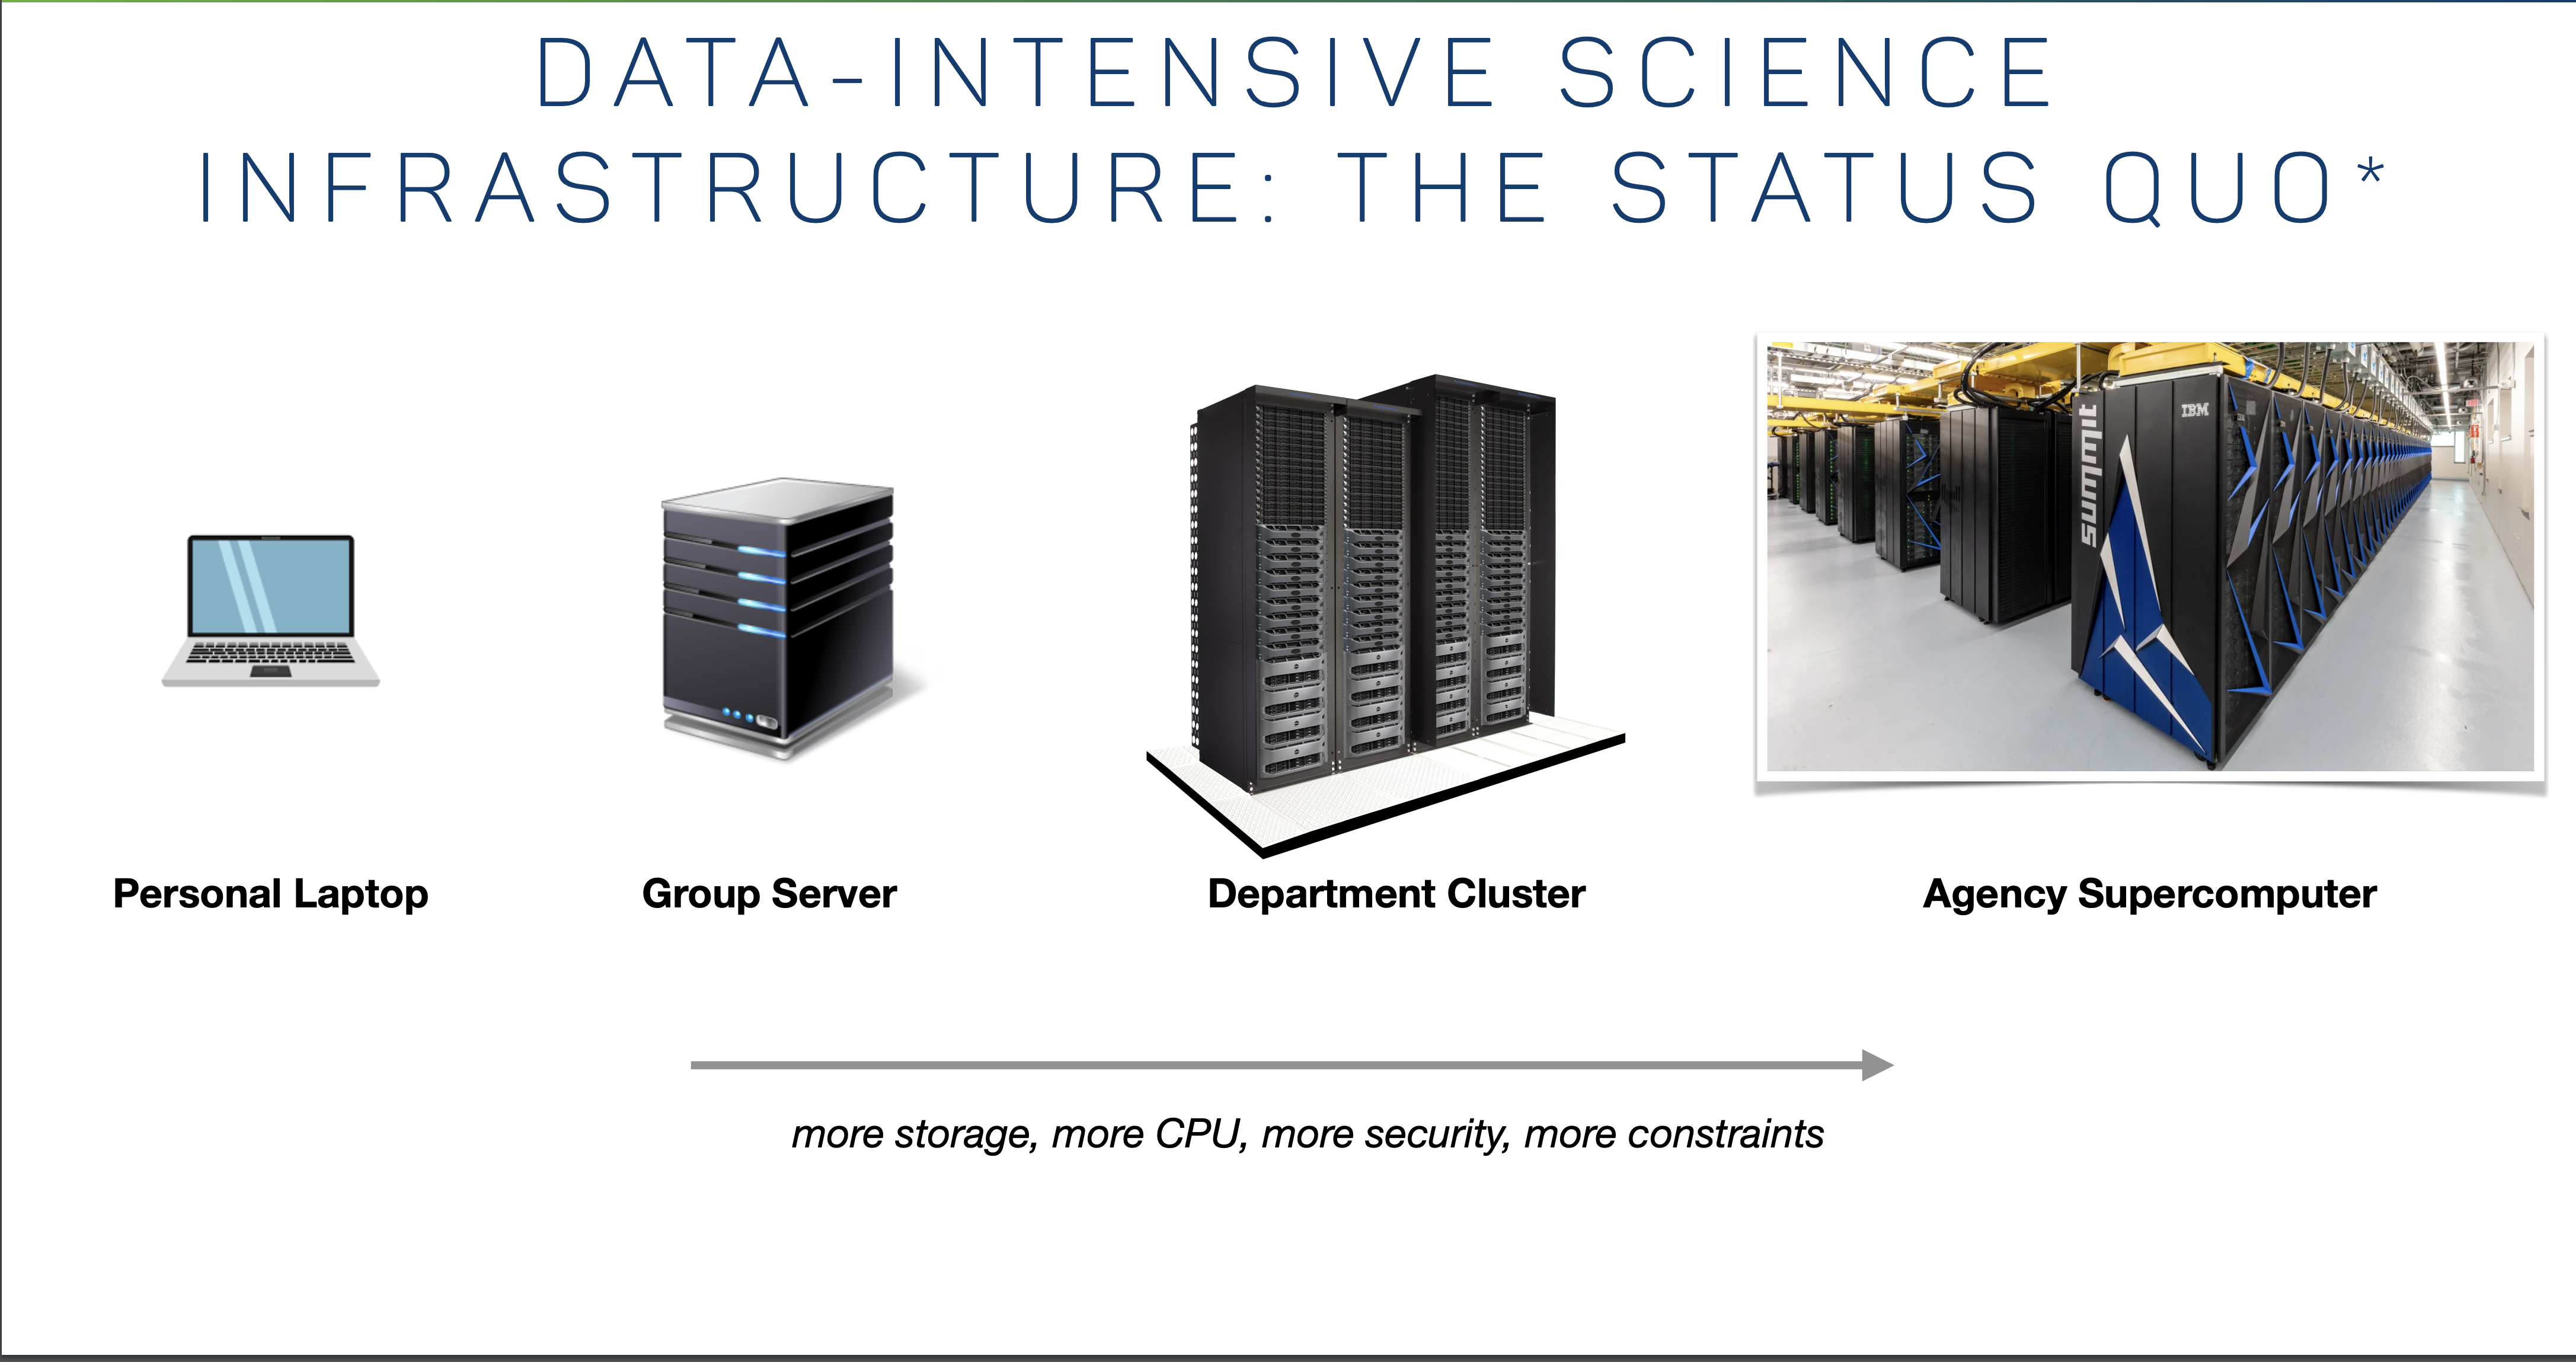 DATA-INTENSIVE SCIENCE
INFRASTRUCTURE: THE STATUS QUO*
summit
IBM
Personal Laptop
Group Server
Department Cluster
Agency Supercomputer
more storage, more CPU, more security, more constraints